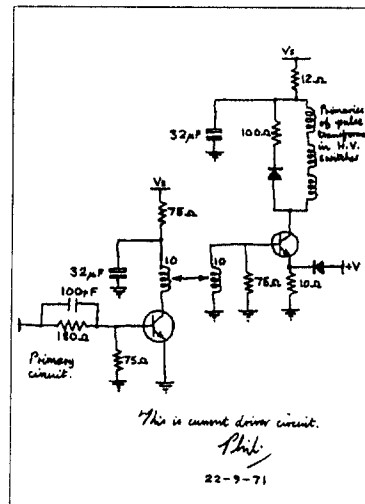 Vs
12Ω
Primaries
of pulse
transformers
in H.V.
switches
32µF
100Ω
Vs
75Ω
32µF
10
10
75Ω
10Ω
+V
100pF
180Ω
75Ω
Primary
circuit.
This is current driver circuit.
Phil.
22-9-71